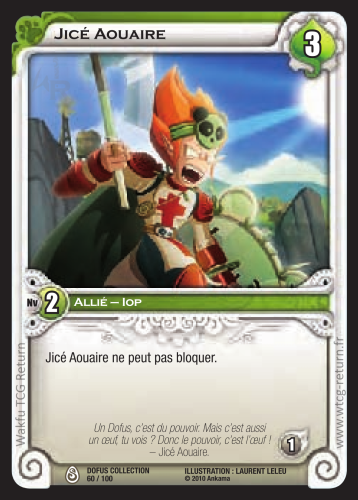 Jicé Aouaire
3
Nv 2 Allié – Iop
Jicé Aouaire ne peut pas bloquer.
Un Dofus, c'est du pouvoir. Mais c'est aussi
un œuf, tu vois ? Donc le pouvoir, c'est l'œuf !
– Jicé Aouaire.
1
DOFUS COLLECTION
60 / 100
ILLUSTRATION : LAURENT LELEU
© 2010 Ankama
Wakfu TCG Return
www.wtcg-return.fr